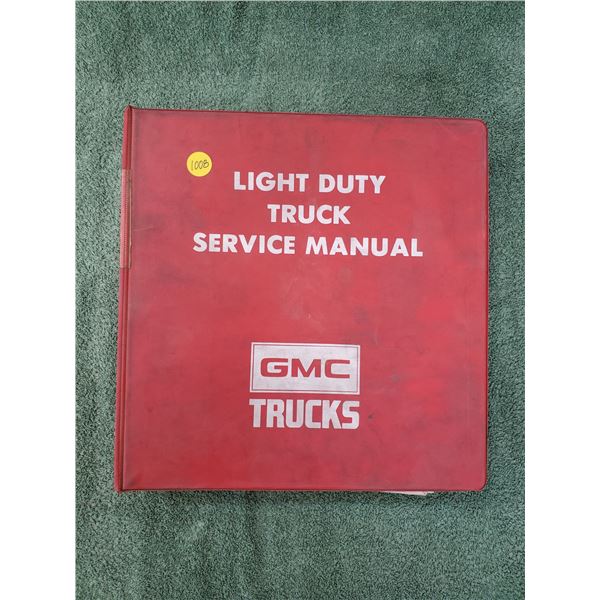 100B
LIGHT DUTY
TRUCK
SERVICE MANUAL
GMC
TRUCKS